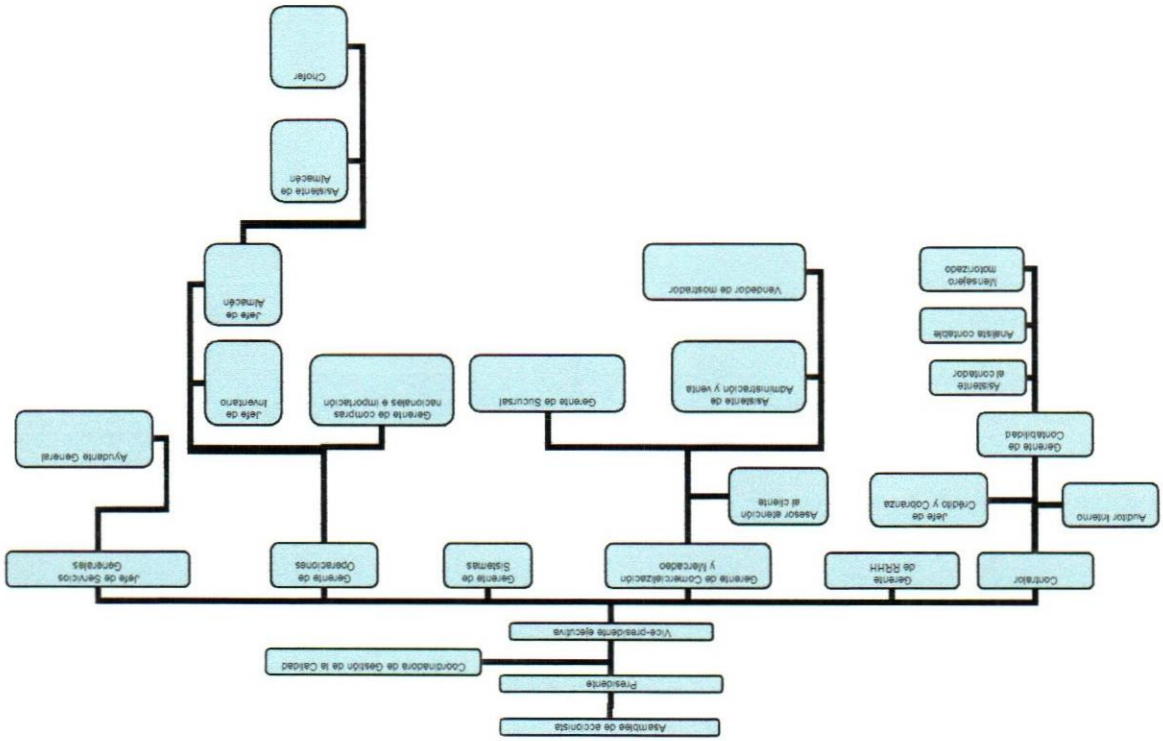 Asamblee de accionista
Presidente
Coordinadora de Gestión de la Calidad
Vice-presidente ejecutiva
Contralor
Gerente
de RRHH
Gerente de Comercialización
y Mercadeo
Gerente de
Sistemas
Gerente de
Operaciones
Jefe de Servicios
Generales
Auditor Interno
Jefe de
Crédito y Cobranza
Asesor atención
al cliente
Ayudante General
Gerente de
Contabilidad
Asistente
al contador
Analista contable
Mensajero
motorizado
Asistente de
Administración y venta
Vendedor de mostrador
Gerente de Sucursal
Gerente de compras
nacionales e importación
Jefe de
Inventario
Jefe de
Almacén
Asistente de
Almacén
Chofer